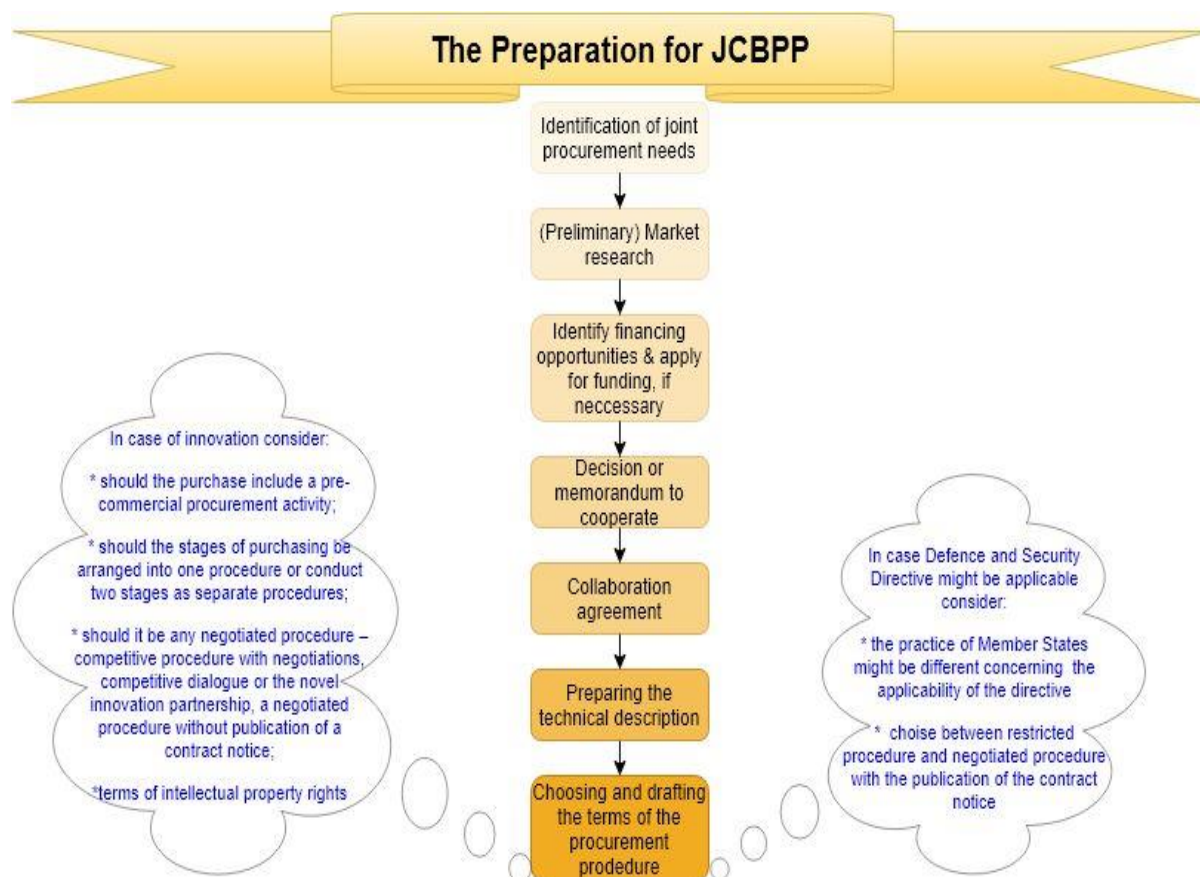 The Preparation for JCBPP
Identification of joint
procurement needs
(Preliminary) Market
research
Identify financing
opportunities & apply
for funding, if
neccessary
Decision or
memorandum to
cooperate
Collaboration
agreement
Preparing the
technical description
Choosing and drafting
the terms of the
procurement
prodedure
In case of innovation consider:
* should the purchase include a pre-
commercial procurement activity;
* should the stages of purchasing be
arranged into one procedure or conduct
two stages as separate procedures;
* should it be any negotiated procedure –
competitive procedure with negotiations,
competitive dialogue or the novel
innovation partnership, a negotiated
procedure without publication of a
contract notice;
*terms of intellectual property rights
In case Defence and Security
Directive might be applicable
consider:
* the practice of Member States
might be different concerning the
applicability of the directive
* choise between restricted
procedure and negotiated procedure
with the publication of the contract
notice